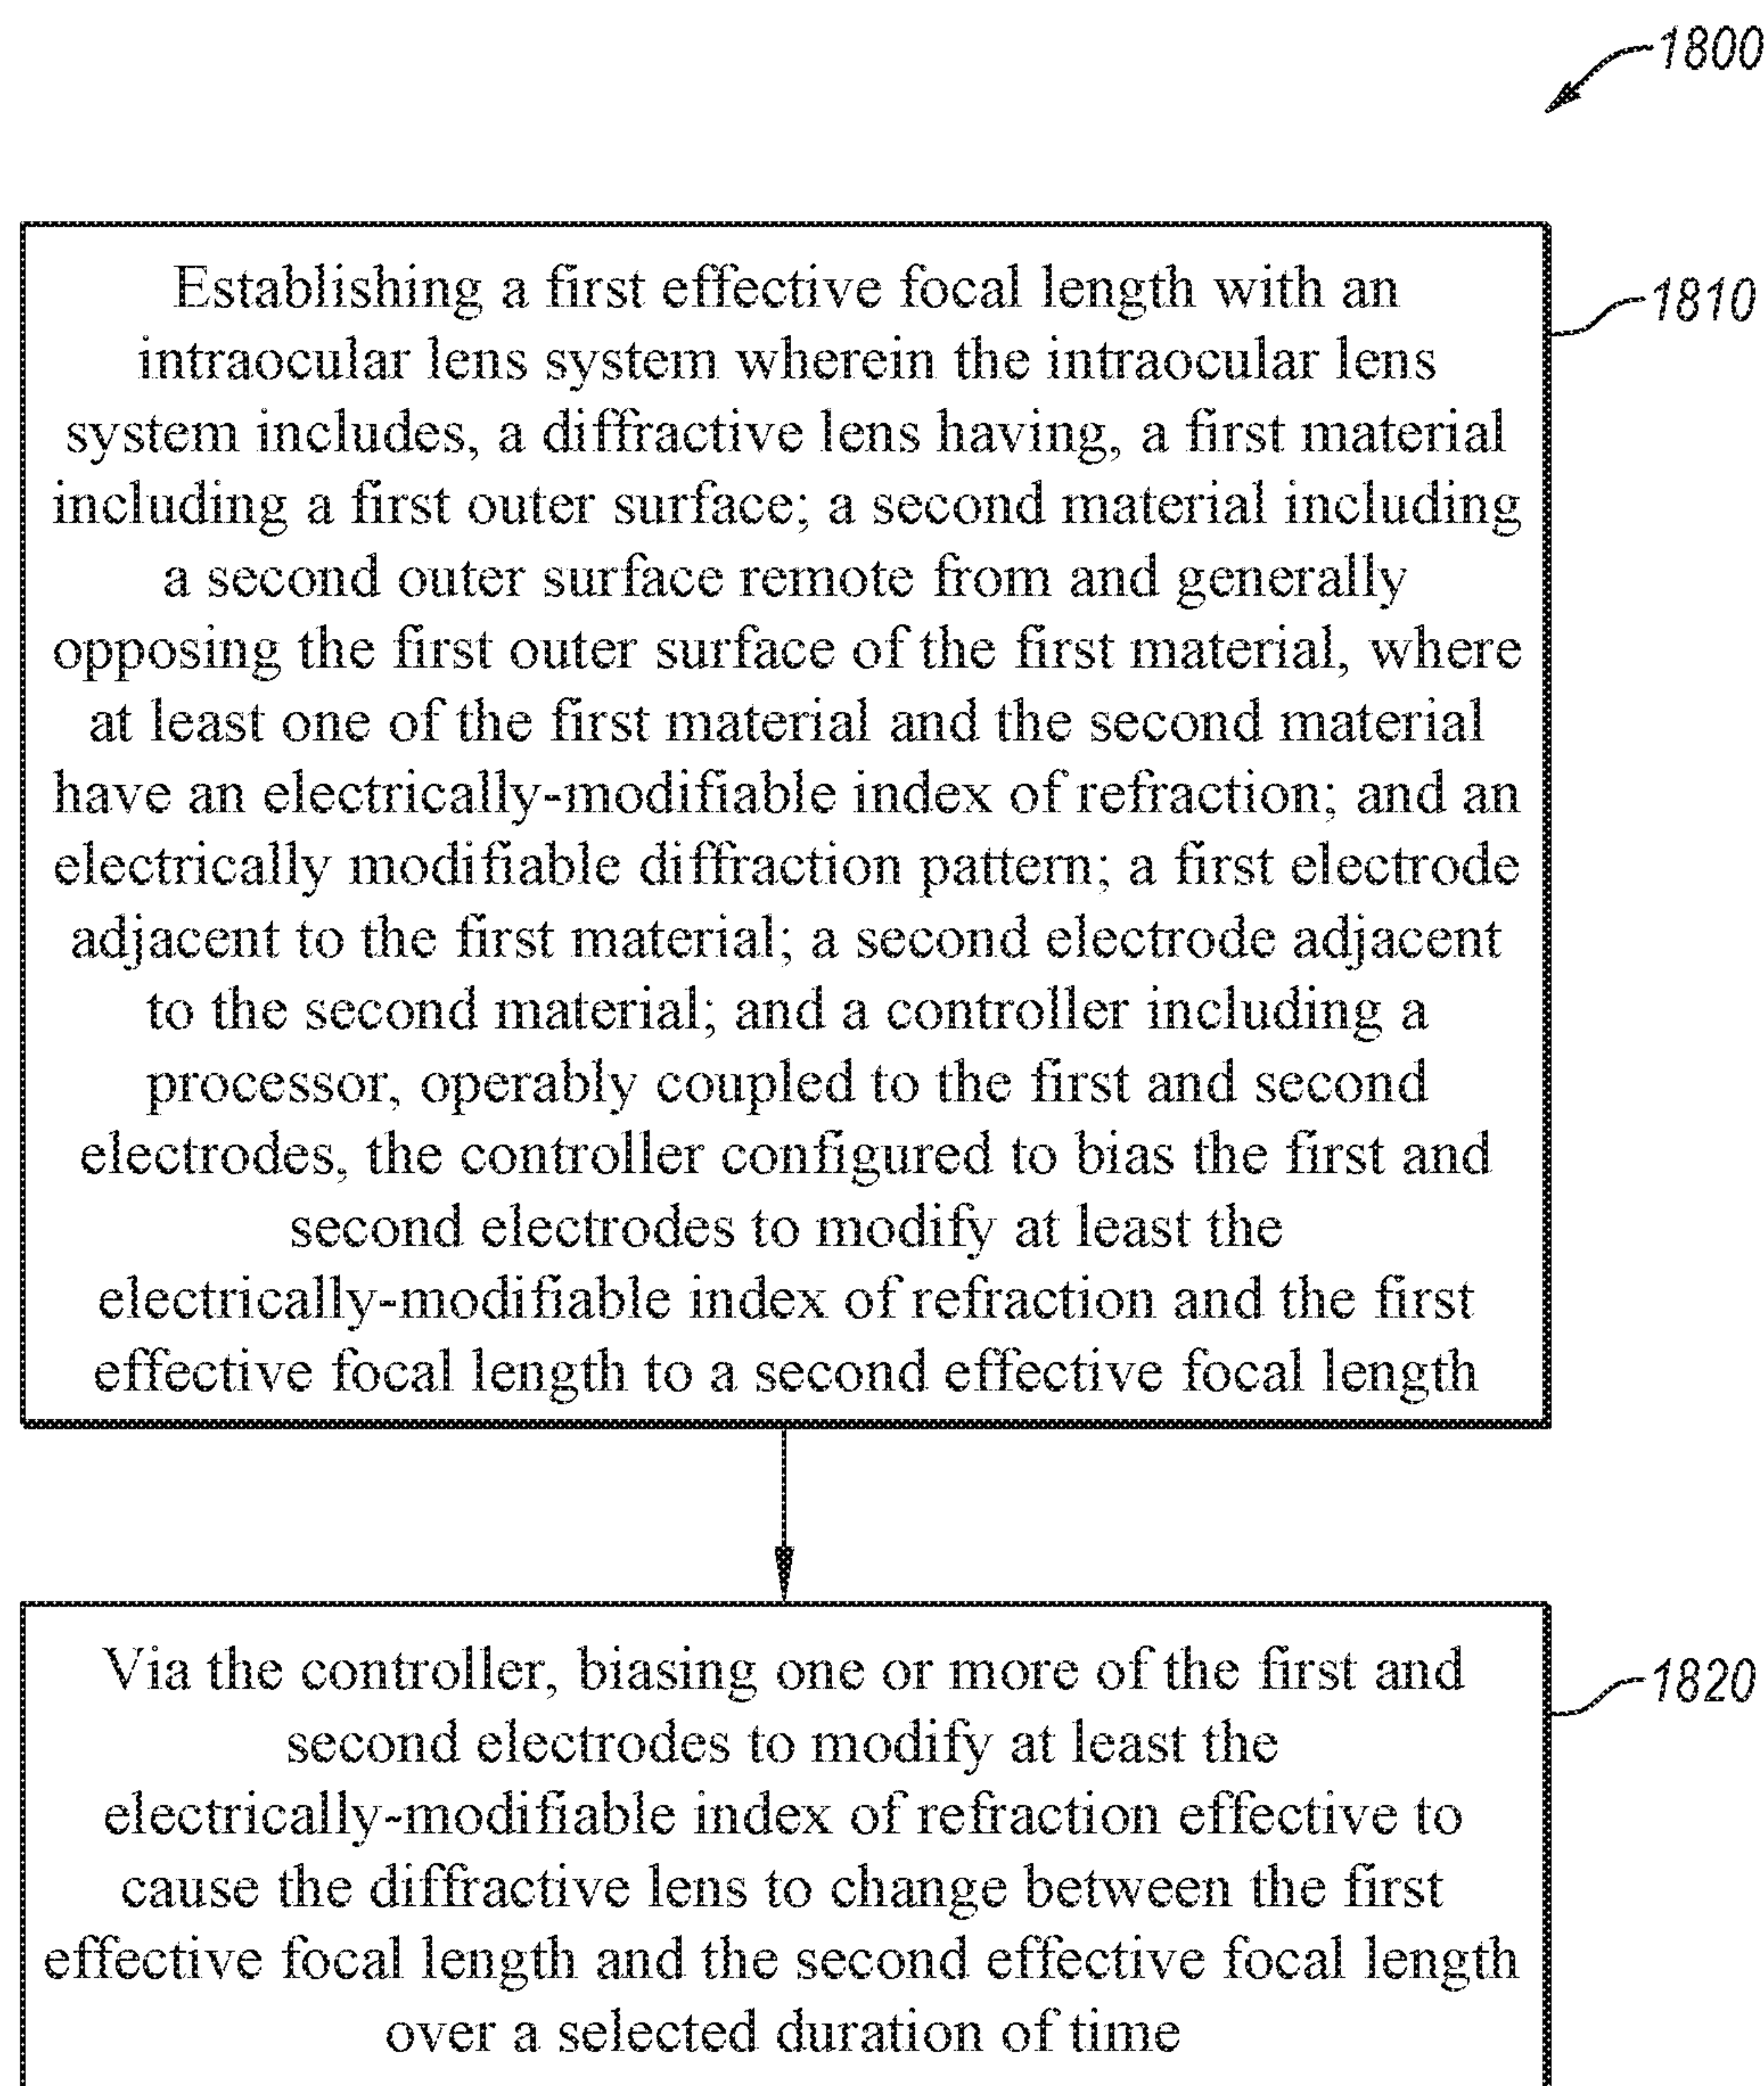 1800
Establishing a first effective focal length with an
1810
intraocular lens system wherein the intraocular lens
system includes, a diffractive lens having, a first material
including a first outer surface; a second material including
a second outer surface remote from and generally
opposing the first outer surface of the first material, where
at least one of the first material and the second material
have an electrically-modifiable index of refraction; and an
electrically modifiable diffraction pattern; a first electrode
adjacent to the first material; a second electrode adjacent
to the second material; and a controller including a
processor, operably coupled to the first and second
electrodes, the controller configured to bias the first and
second electrodes to modify at least the
electrically-modifiable index of refraction and the first
effective focal length to a second effective focal length
Via the controller, biasing one or more of the first and
1820
second electrodes to modify at least the
electrically-modifiable index of refraction effective to
cause the diffractive lens to change between the first
effective focal length and the second effective focal length
over a selected duration of time